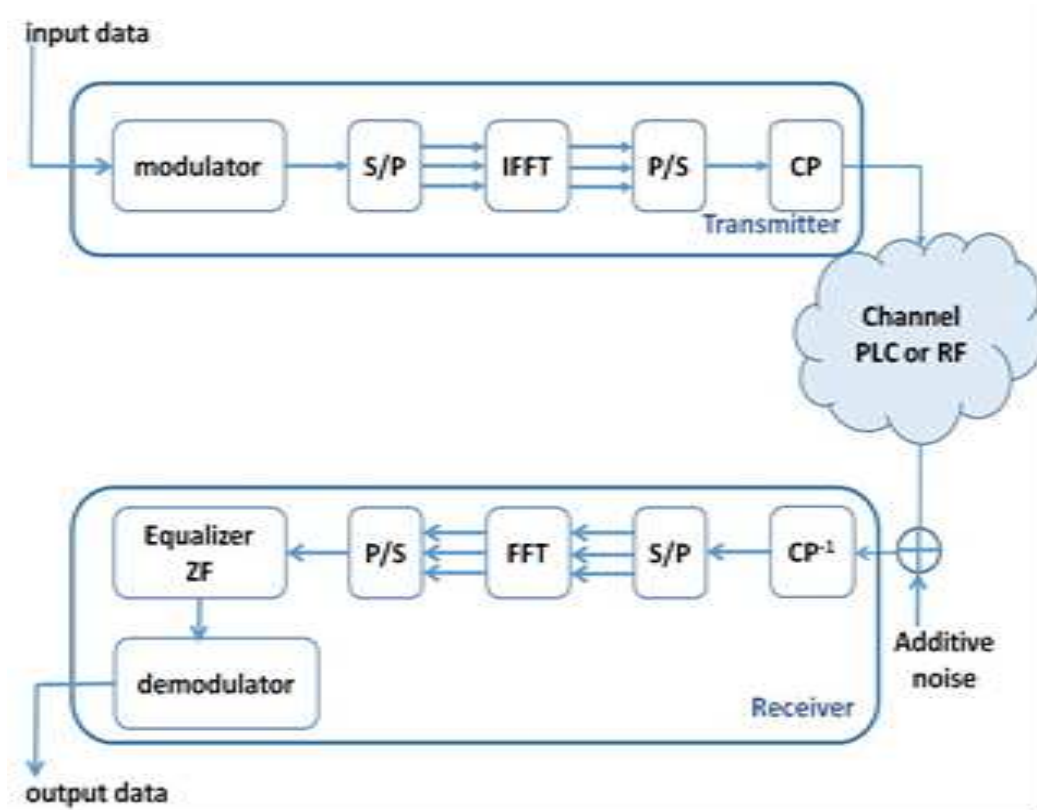 input data
modulator
S/P
IFFT
P/S
CP
Transmitter
Channel
PLC or RF
Equalizer
ZF
P/S
FFT
S/P
CP-1
Additive
noise
demodulator
Receiver
output data